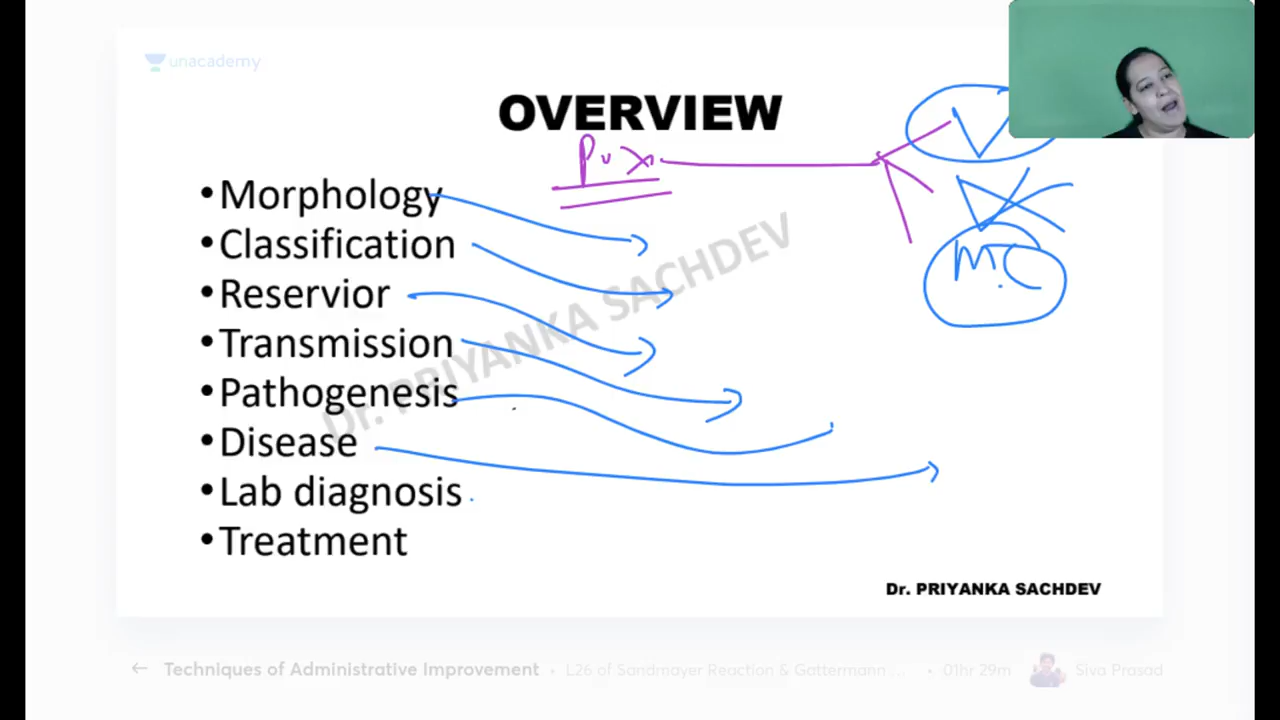 unacademy
OVERVIEW
PvX
V
M.C
•Morphology
•Classification
•Reservior
•Transmission
•Pathogenesis
•Disease
•Lab diagnosis
•Treatment
Dr. PRIYANKA SACHDEV
Dr. PRIYANKA SACHDEV
← Techniques of Administrative Improvement • L26 of Sandmayer Reaction & Gattermann ... • 01hr 29m Siva Prasad